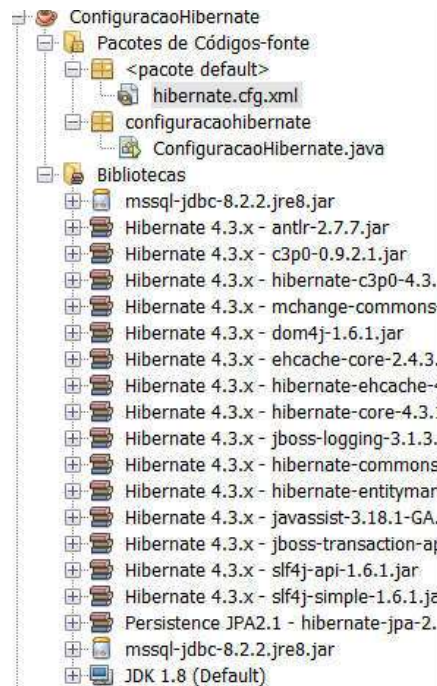 ConfiguracaoHibernate
Pacotes de Códigos-fonte
<pacote default>
hibernate.cfg.xml
configuracaohibernate
ConfiguracaoHibernate.java
Bibliotecas
mssql-jdbc-8.2.2.jre8.jar
Hibernate 4.3.x - antlr-2.7.7.jar
Hibernate 4.3.x - c3p0-0.9.2.1.jar
Hibernate 4.3.x - hibernate-c3p0-4.3.
Hibernate 4.3.x - mchange-commons
Hibernate 4.3.x - dom4j-1.6.1.jar
Hibernate 4.3.x - ehcache-core-2.4.3.
Hibernate 4.3.x - hibernate-ehcache-4
Hibernate 4.3.x - hibernate-core-4.3.
Hibernate 4.3.x - jboss-logging-3.1.3.
Hibernate 4.3.x - hibernate-commons
Hibernate 4.3.x - hibernate-entitymar
Hibernate 4.3.x - javassist-3.18.1-GA.
Hibernate 4.3.x - jboss-transaction-ap
Hibernate 4.3.x - slf4j-api-1.6.1.jar
Hibernate 4.3.x - slf4j-simple-1.6.1.ja
Persistence JPA2.1 - hibernate-jpa-2.
mssql-jdbc-8.2.2.jre8.jar
JDK 1.8 (Default)